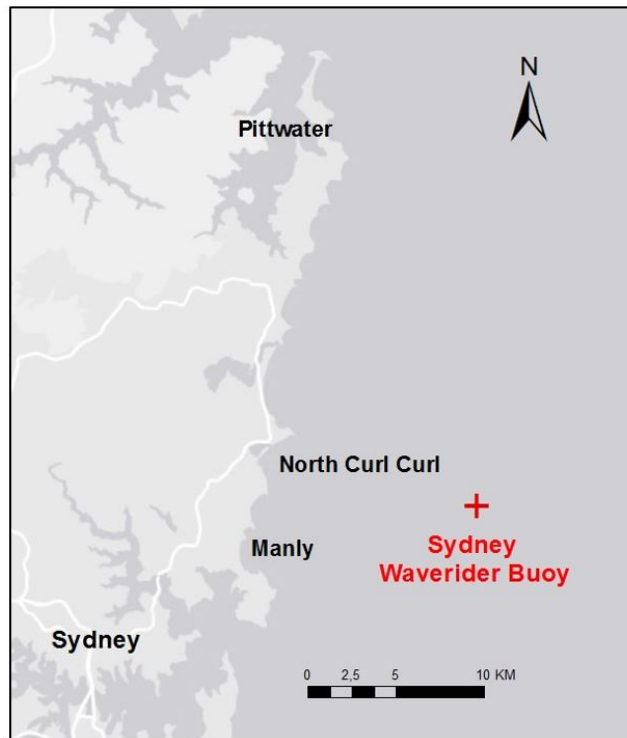 N
Pittwater
North Curl Curl
Sydney
Waverider Buoy
Manly
Sydney
0 2,5 5 10 KM